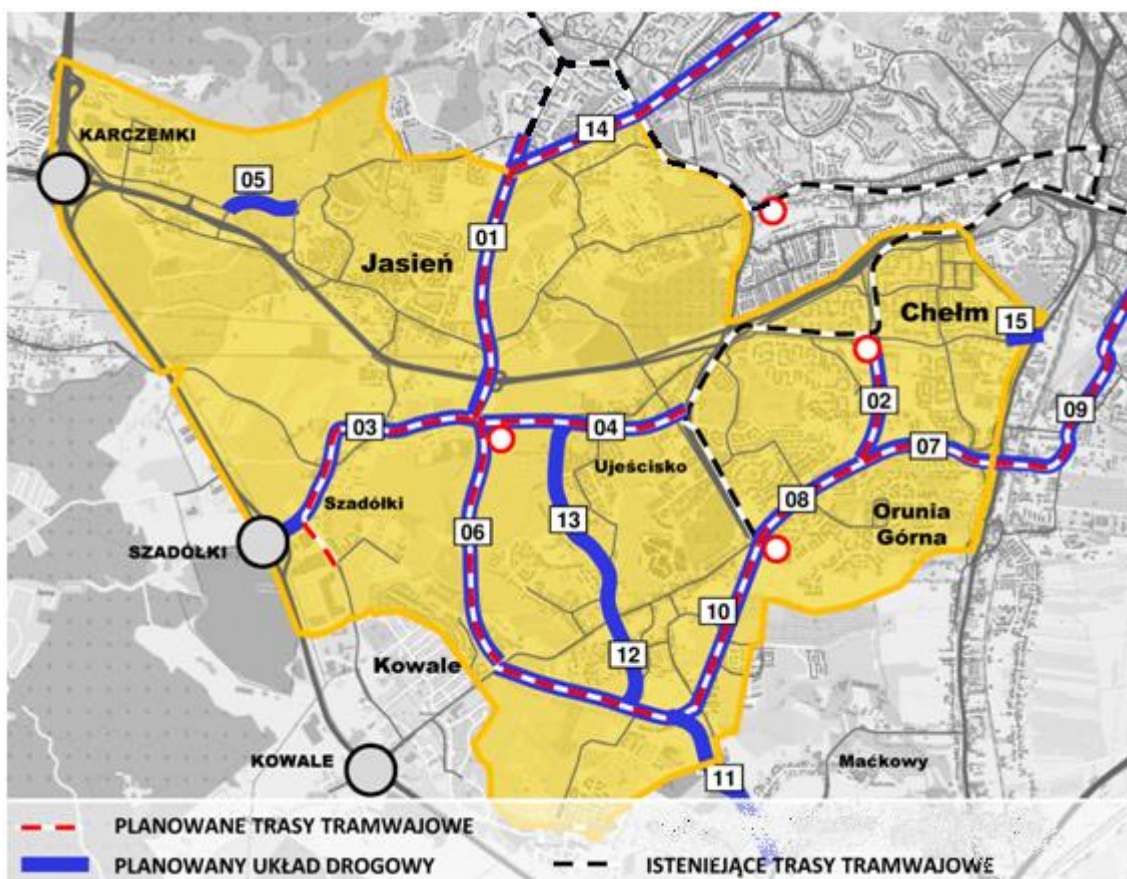 KARCZEMKI
14
05
01
Jasień
Chełm
15
02
09
03
04
07
Ujeścisko
Szadółki
08
Orunia
Górna
SZADÓŁKI
06
13
10
12
Kowale
KOWALE
11
Maćkowy
PLANOWANE TRASY TRAMWAJOWE
PLANOWANY UKŁAD DROGOWY
ISTENIEJĄCE TRASY TRAMWAJOWE